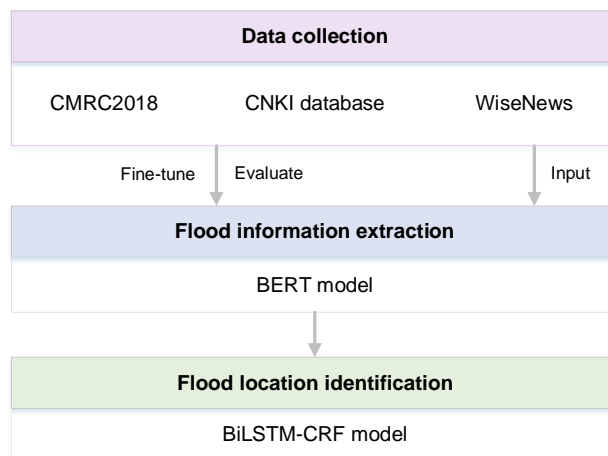 Data collection
CMRC2018 CNKI database WiseNews
Fine-tune Evaluate Input
Flood information extraction
BERT model
Flood location identification
BiLSTM-CRF model